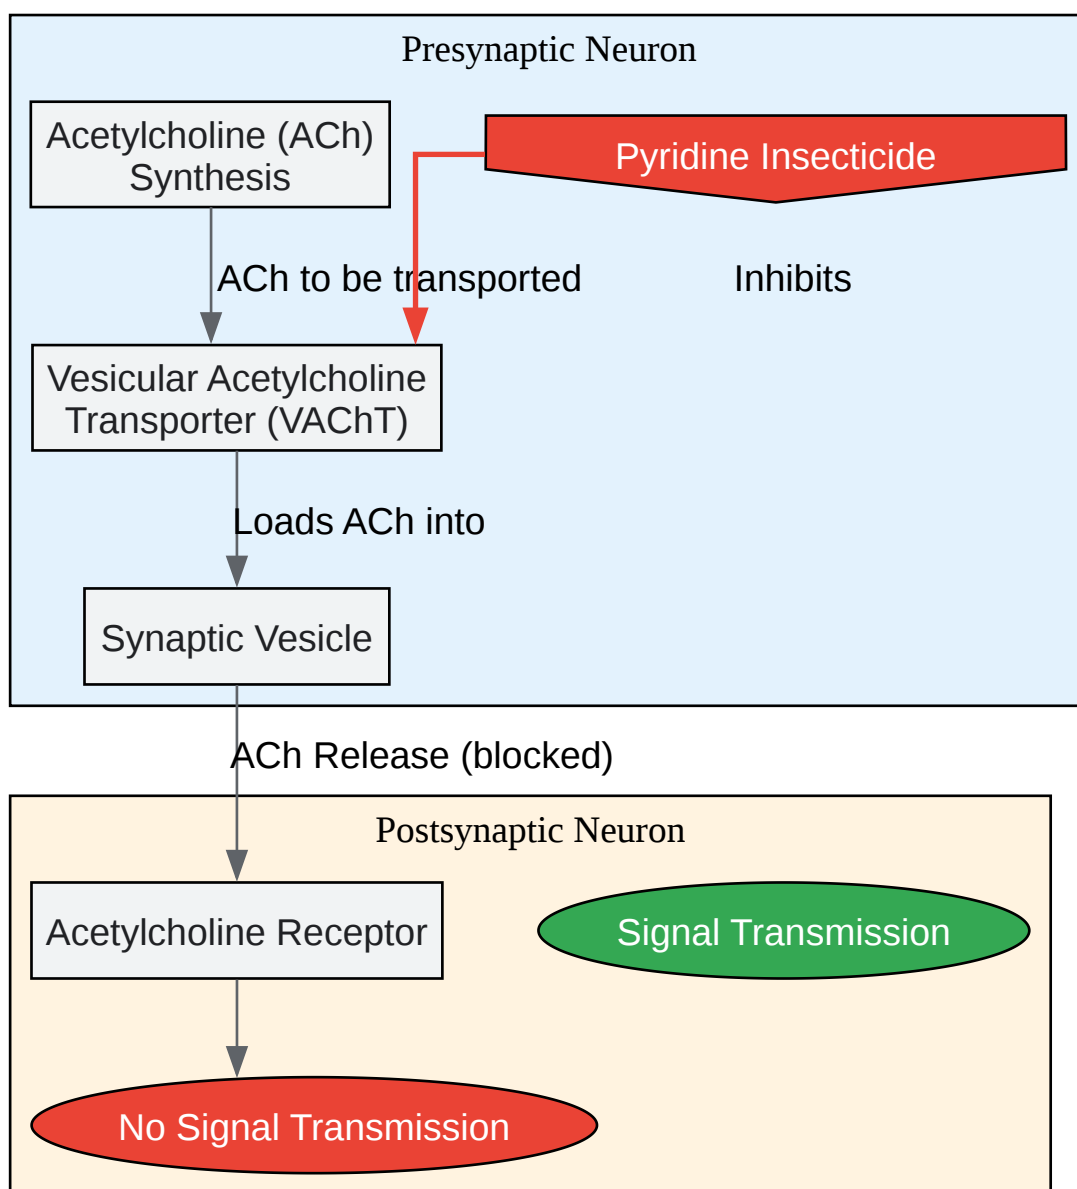 Presynaptic Neuron
Acetylcholine (ACh)
Synthesis
Pyridine Insecticide
ACh to be transported
Inhibits
Vesicular Acetylcholine
Transporter (VAChT)
Loads ACh into
Synaptic Vesicle
ACh Release (blocked)
Postsynaptic Neuron
Acetylcholine Receptor
Signal Transmission
No Signal Transmission